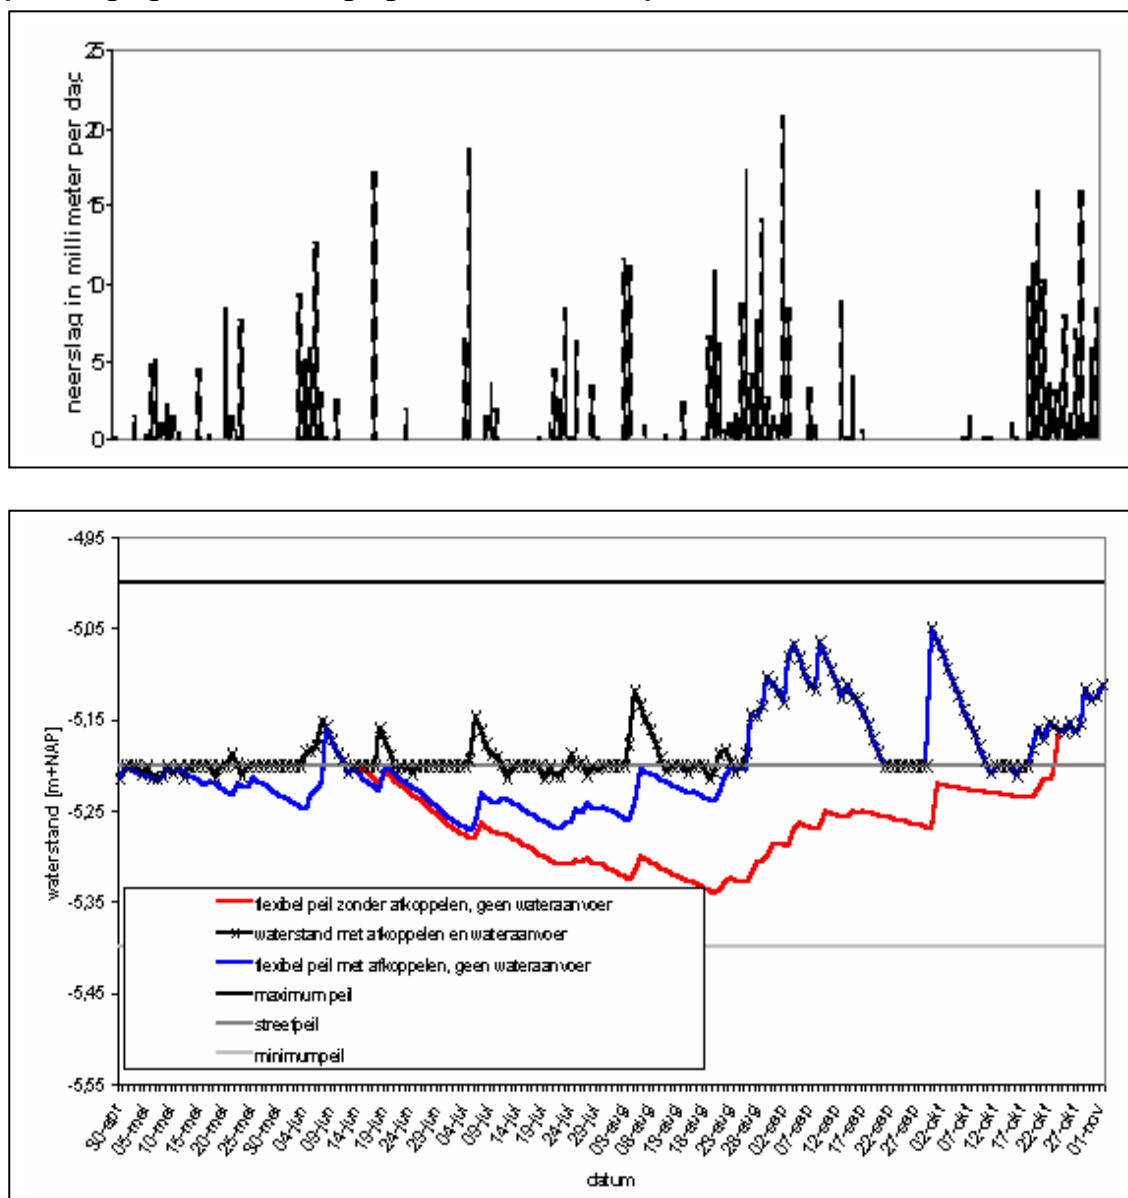 neerslag in millimeter per dag
25
20
15
10
5
0
waterstand [m+NAP]
-4,95
-5,05
-5,15
-5,25
-5,35
-5,45
-5,55
flexibel peil zonder afkoppelen, geen wateraanvoer
waterstand met afkoppelen en wateraanvoer
flexibel peil met afkoppelen, geen wateraanvoer
maximumpeil
streefpeil
minimumpeil
30-apr
05-mei
10-mei
15-mei
20-mei
25-mei
30-mei
04-jun
09-jun
14-jun
19-jun
24-jun
29-jun
04-jul
09-jul
14-jul
19-jul
24-jul
29-jul
03-aug
08-aug
13-aug
18-aug
23-aug
28-aug
02-sep
07-sep
12-sep
17-sep
22-sep
27-sep
02-okt
07-okt
12-okt
17-okt
22-okt
27-okt
01-nov
datum